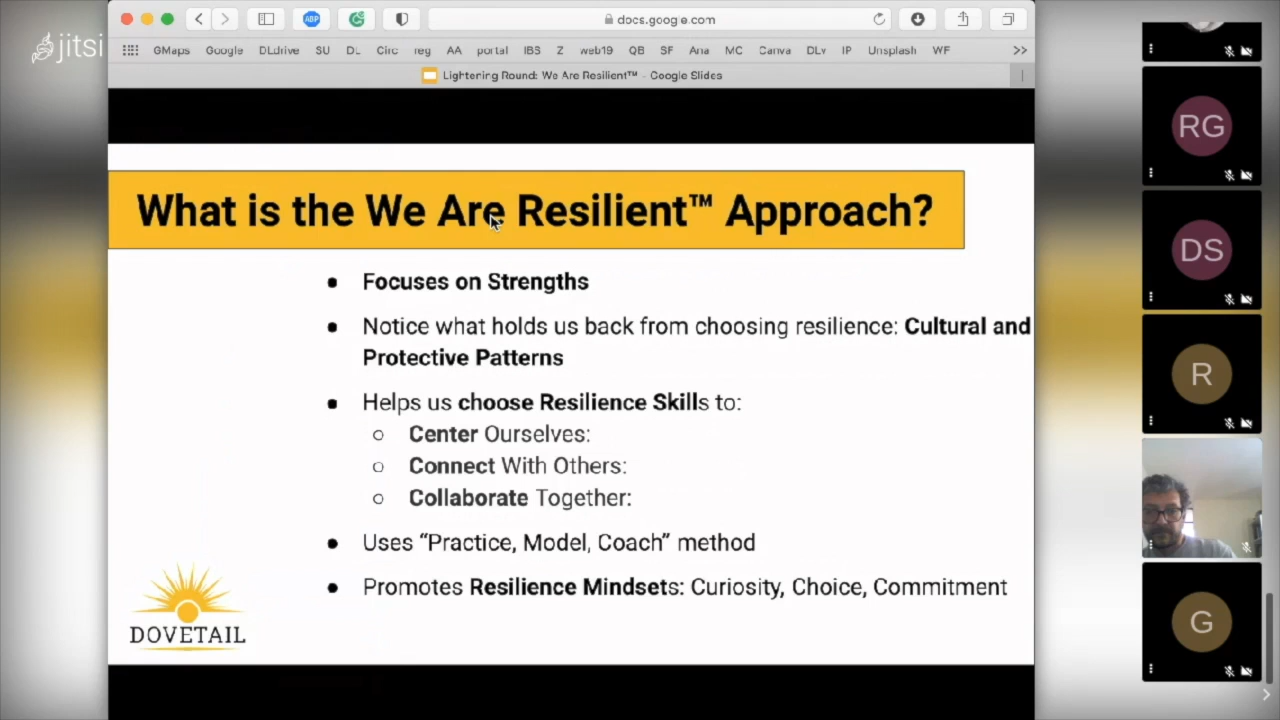 jitsi
ABP
docs.google.com
GMaps Google DLdrive SU DL Circ reg AA portal IBS Z web19 QB SF Ana MC Canva DLv IP Unsplash WF >>
Lightening Round: We Are Resilient™ - Google Slides
What is the We Are Resilient™ Approach?
● Focuses on Strengths
● Notice what holds us back from choosing resilience: Cultural and
Protective Patterns
● Helps us choose Resilience Skills to:
○ Center Ourselves:
○ Connect With Others:
○ Collaborate Together:
● Uses “Practice, Model, Coach” method
● Promotes Resilience Mindsets: Curiosity, Choice, Commitment
DOVETAIL
RG
DS
R
G